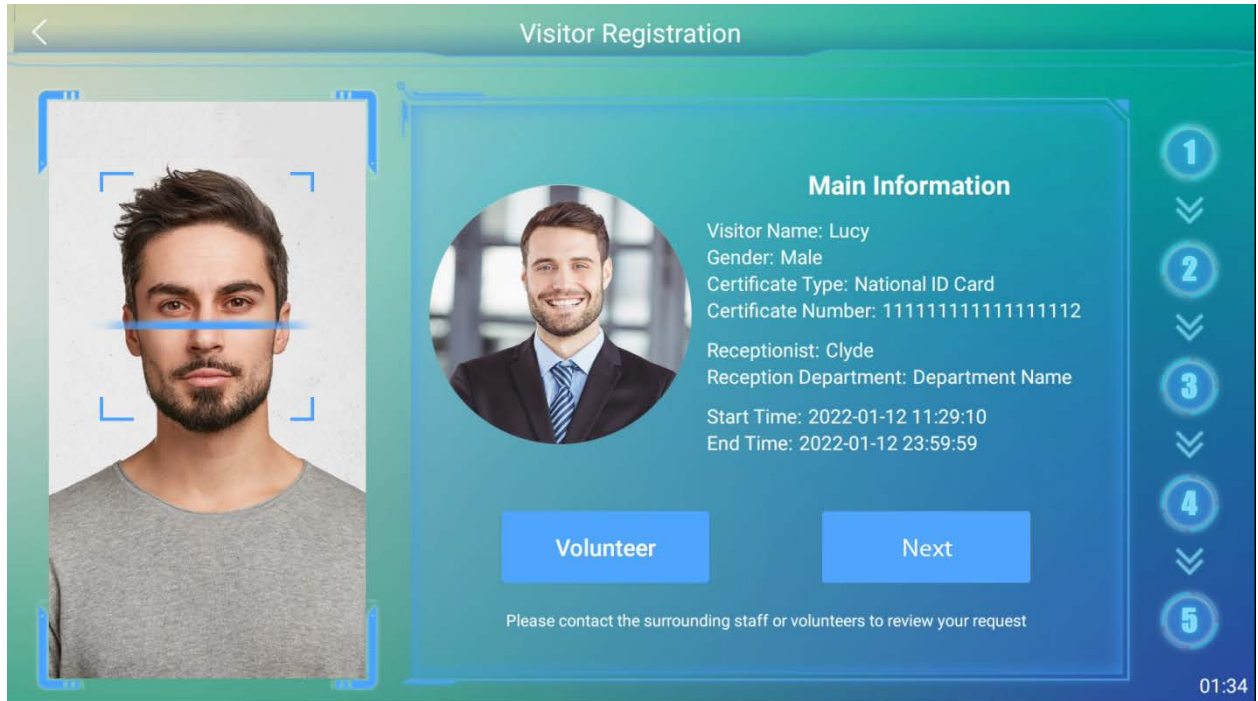 Visitor Registration
Main Information
Visitor Name: Lucy
Gender: Male
Certificate Type: National ID Card
Certificate Number: 111111111111111112
Receptionist: Clyde
Reception Department: Department Name
Start Time: 2022-01-12 11:29:10
End Time: 2022-01-12 23:59:59
Volunteer
Next
Please contact the surrounding staff or volunteers to review your request
1
2
3
4
5
01:34